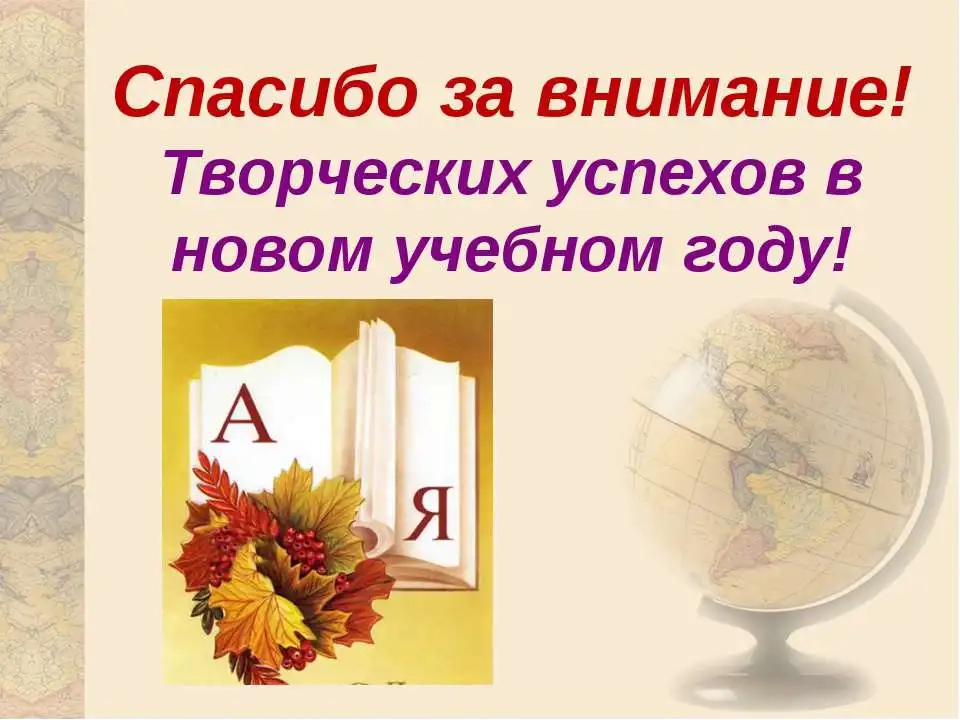 Спасибо за внимание!
Творческих успехов в
новом учебном году!
А
Я